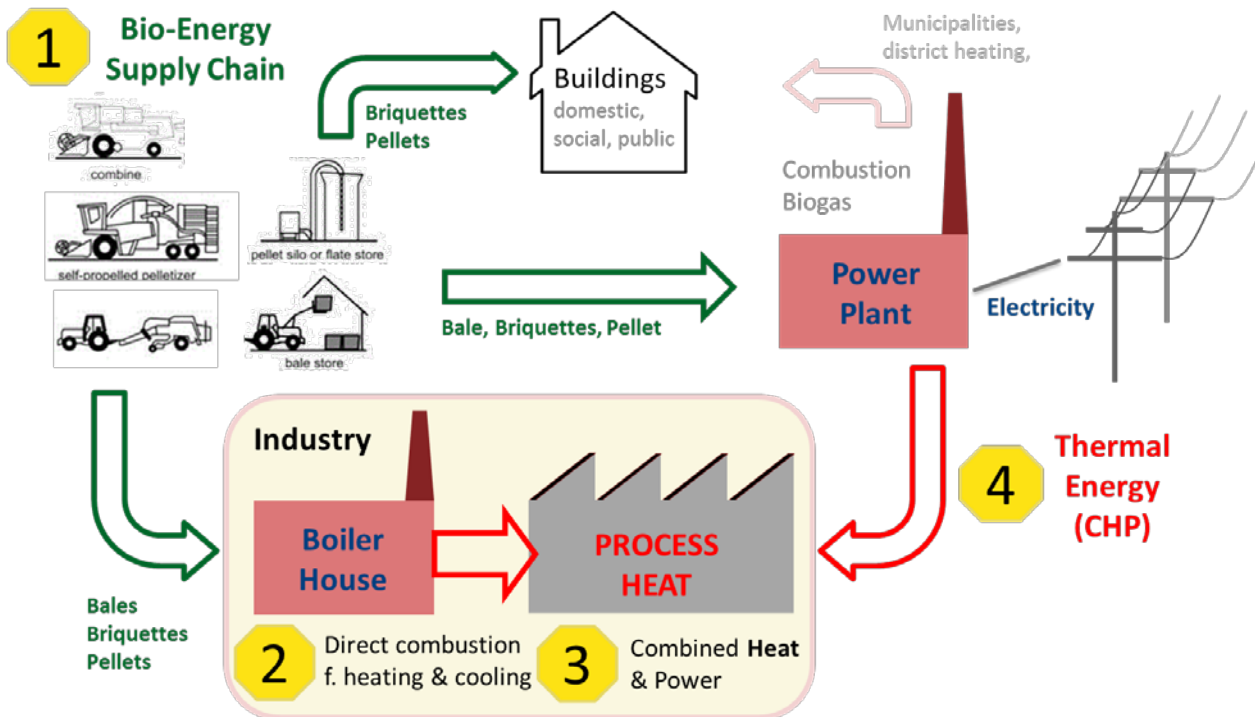 1
Bio-Energy
Supply Chain
combine
self-propelled pelletizer
pellet silo or flate store
bale store
Briquettes
Pellets
Buildings
domestic,
social, public
Municipalities,
district heating,
Combustion
Biogas
Power
Plant
Electricity
Bale, Briquettes, Pellet
Bales
Briquettes
Pellets
Industry
Boiler
House
PROCESS
HEAT
2
Direct combustion
f. heating & cooling
3
Combined Heat
& Power
4
Thermal
Energy
(CHP)